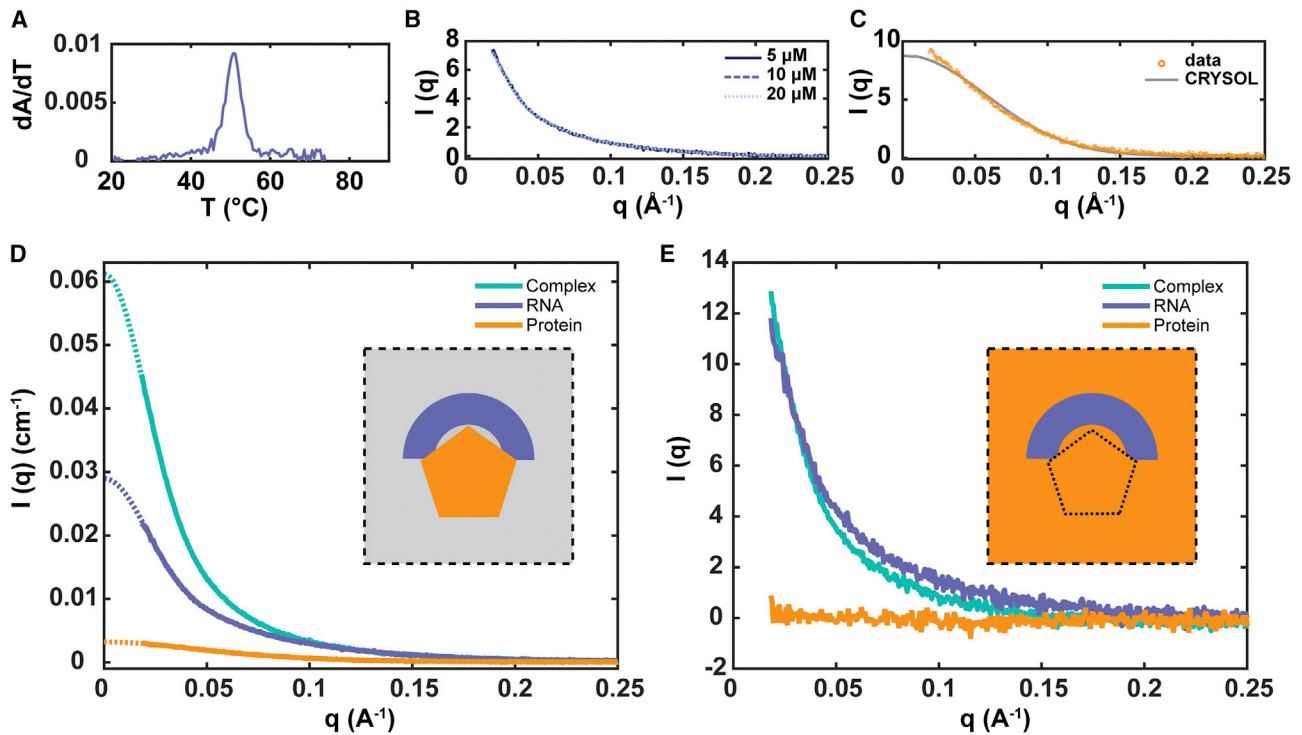 A
dA/dT
0.01
0.005
0
20 40 60 80
T (°C)
B
I (q)
8
6
4
2
0
0 0.05 0.1 0.15 0.20 0.25
q (Å-1)
5 µM
10 µM
20 µM
C
I (q)
10
5
0
0 0.05 0.1 0.15 0.20 0.25
q (Å-1)
data
CRYSOL
D
I (q) (cm-1)
0.06
0.05
0.04
0.03
0.02
0.01
0
0 0.05 0.1 0.15 0.2 0.25
q (A-1)
Complex
RNA
Protein
E
I (q)
14
12
10
8
6
4
2
0
-2
0 0.05 0.1 0.15 0.2 0.25
q (A-1)
Complex
RNA
Protein